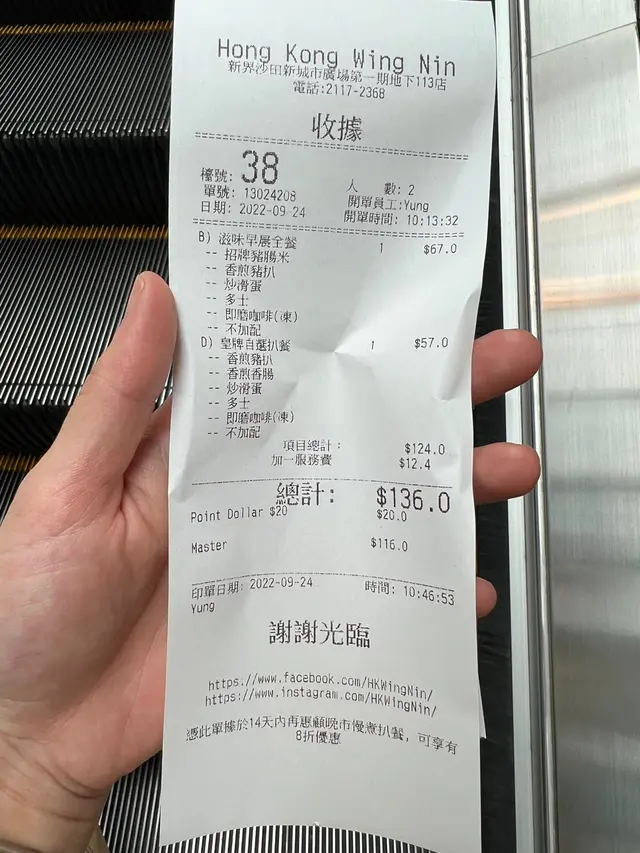 Hong Kong Wing Nin
新界沙田新城市廣場第一期地下113店
電話:2117-2368
收據
檯號: 38 人 數: 2
單號: 13024208 開單員工:Yung
日期: 2022-09-24 開單時間: 10:13:32
B) 滋味早晨全餐 1 $67.0
-- 招牌豬腸米
-- 香煎豬扒
-- 炒滑蛋
-- 多士
-- 即磨咖啡(凍)
-- 不加配
D) 皇牌自選扒餐 1 $57.0
-- 香煎豬扒
-- 香煎香腸
-- 炒滑蛋
-- 多士
-- 即磨咖啡(凍)
-- 不加配
項目總計: $124.0
加一服務費 $12.4
總計: $136.0
Point Dollar $20 $20.0
Master $116.0
印單日期: 2022-09-24 時間: 10:46:53
Yung
謝謝光臨
https://www.facebook.com/HKWingNin/
https://www.instagram.com/HKWingNin/
憑此單據於14天內再惠顧晚市慢煮扒餐, 可享有
8折優惠